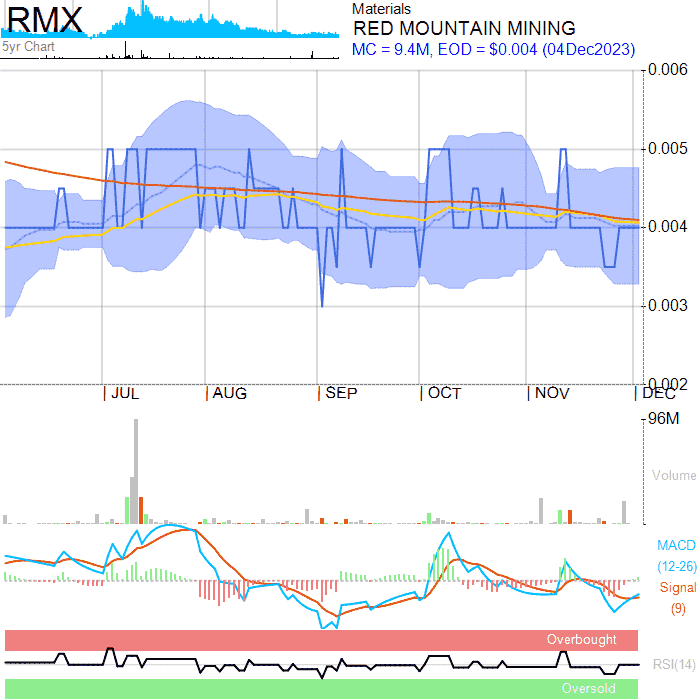 RMX
5yr Chart
Materials
RED MOUNTAIN MINING
MC = 9.4M, EOD = $0.004 (04Dec2023)
0.006
0.005
0.004
0.003
0.002
JUL AUG SEP OCT NOV DEC
96M
Volume
MACD
(12-26)
Signal
(9)
Overbought
RSI(14)
Oversold